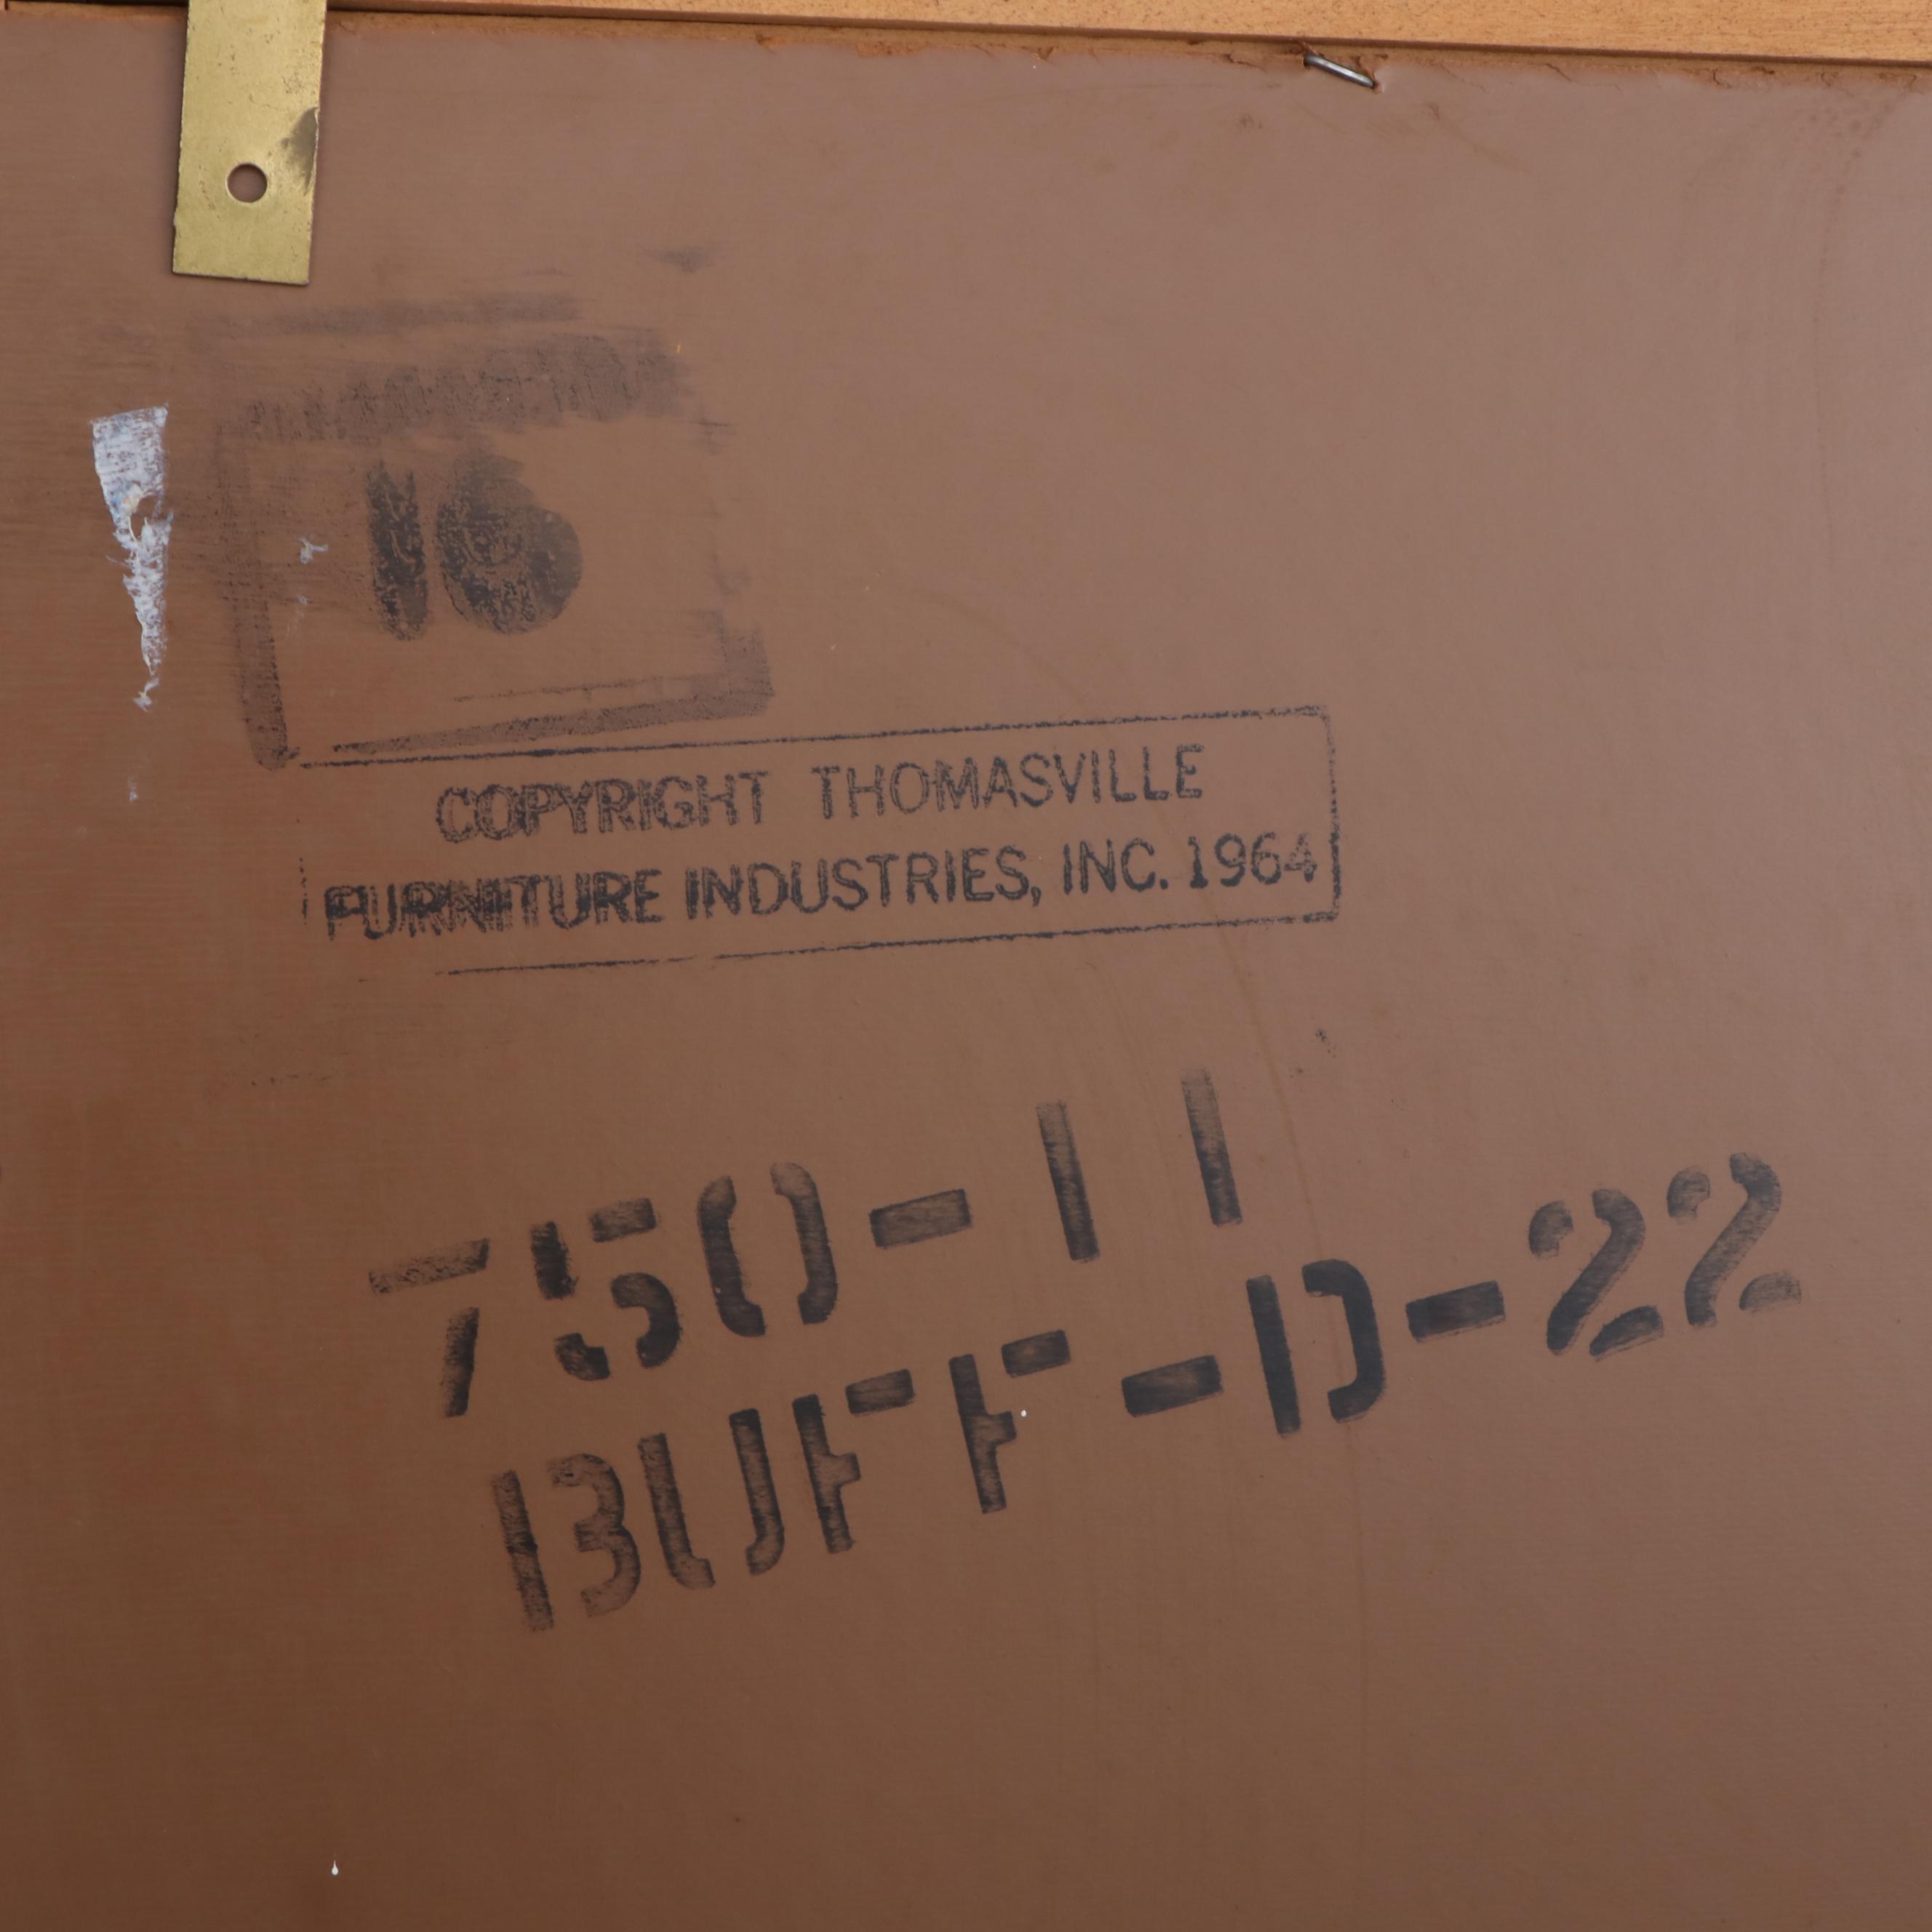 16
COPYRIGHT THOMASVILLE
FURNITURE INDUSTRIES, INC. 1964
750-11
BUFF-D-22